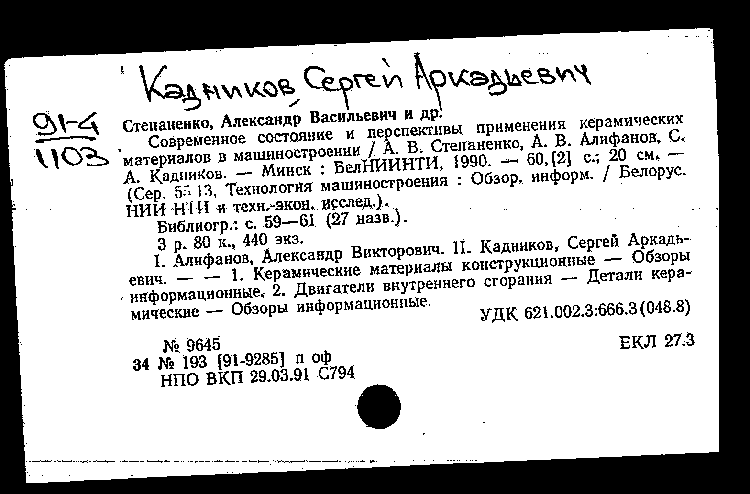 Кадников Сергей Аркадьевич
91-4
1103
Степаненко, Александр Васильевич и др.
Современное состояние и перспективы применения керамических
материалов в машиностроении / А. В. Степаненко, А. В. Алифанов, С.
А. Кадников. — Минск : БелНИИНТИ, 1990. — 60,[2] с.; 20 см. —
(Сер. 55 13, Технология машиностроения : Обзор. информ. / Белорус.
НИИ НТИ и техн.-экон. исслед.).
Библиогр.: с. 59—61 (27 назв.).
3 р. 80 к., 440 экз.
I. Алифанов, Александр Викторович. II. Кадников, Сергей Аркадь-
евич. — — 1. Керамические материалы конструкционные — Обзоры
информационные. 2. Двигатели внутреннего сгорания — Детали кера-
мические — Обзоры информационные.
УДК 621.002.3:666.3(048.8)
№ 9645
ЕКЛ 27.3
34 № 193 [91-9285] п оф
НПО ВКП 29.03.91 С794